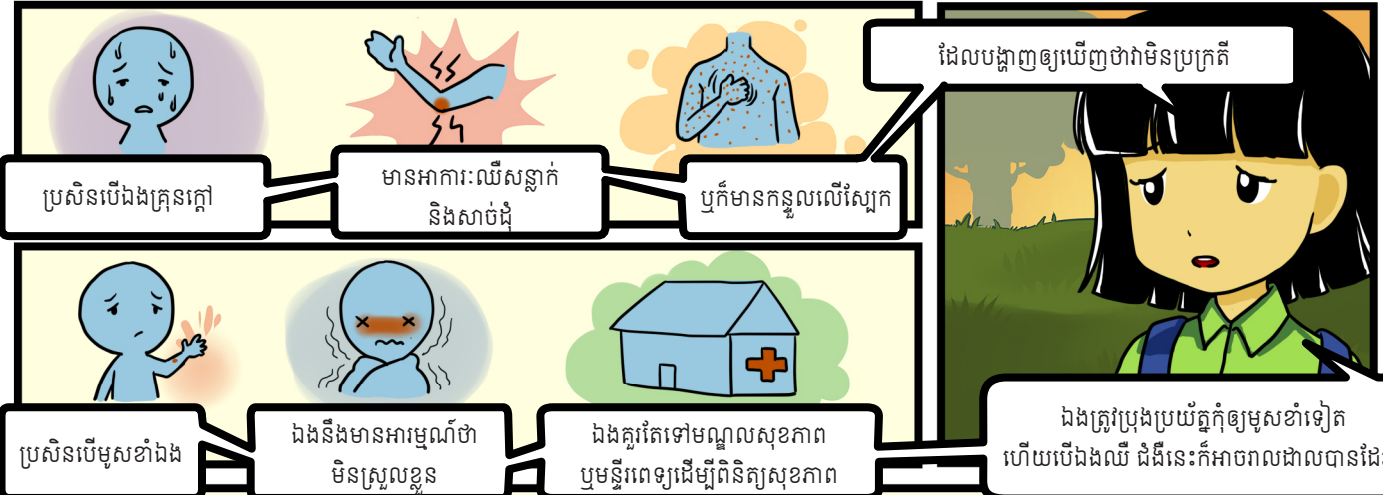 ប្រសិនបើឯងគ្រុនក្តៅ
មានអាការៈឈឺសន្លាក់
និងសាច់ដុំ
ឬក៏មានកន្ទួលលើស្បែក
ដែលបង្ហាញឲ្យឃើញថាវាមិនប្រក្រតី
ប្រសិនបើមូសខាំឯង
ឯងនឹងមានអារម្មណ៍ថា
មិនស្រួលខ្លួន
ឯងគួរតែទៅមណ្ឌលសុខភាព
ឬមន្ទីរពេទ្យដើម្បីពិនិត្យសុខភាព
ឯងត្រូវប្រុងប្រយ័ត្នកុំឲ្យមូសខាំទៀត
ហើយបើឯងឈឺ ជំងឺនេះក៏អាចរាលដាលបានដែរ